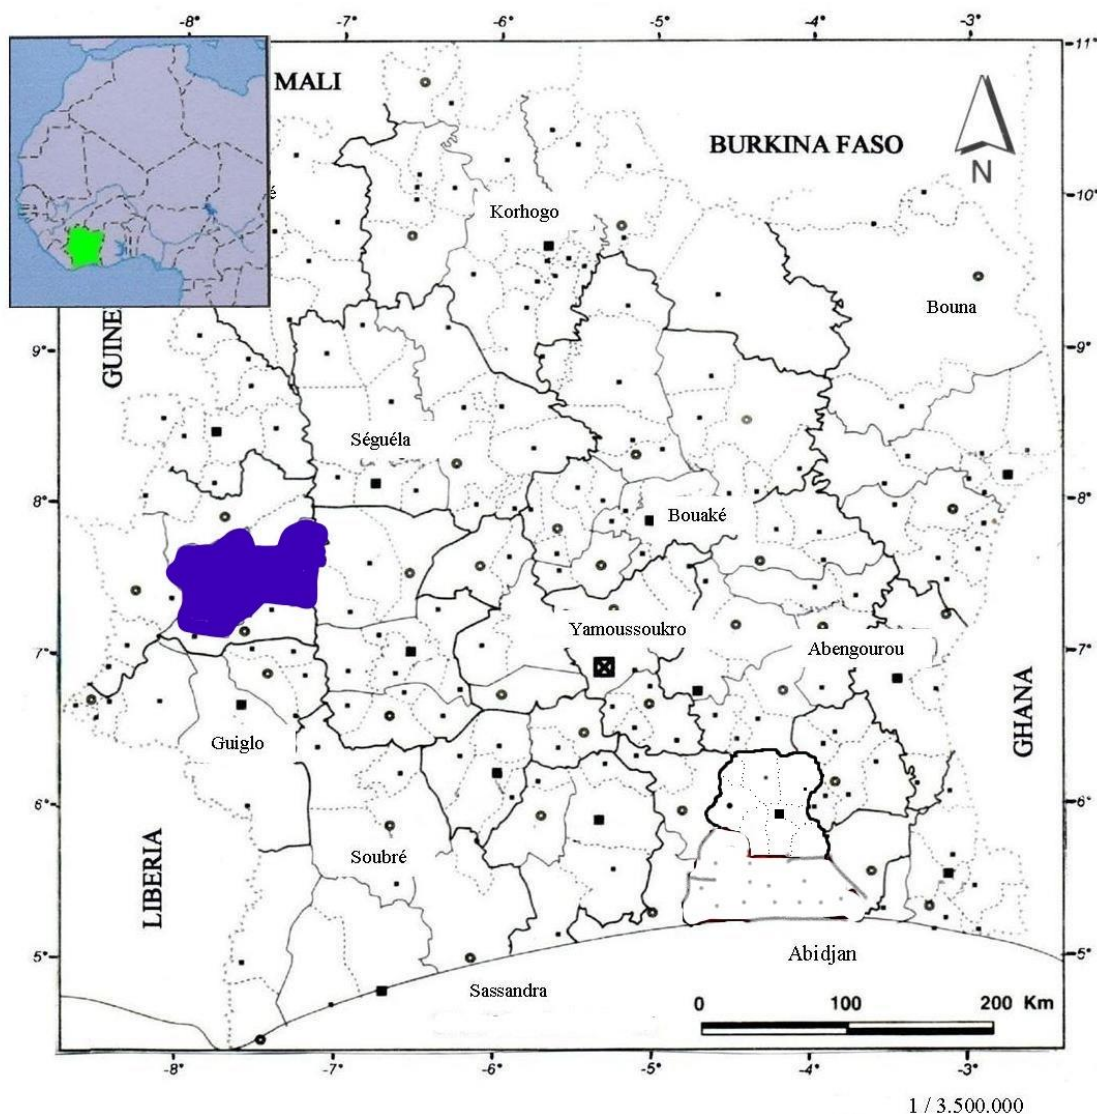 -8° -7° -6° -5° -4° -3°
11°
MALI
BURKINA FASO
N
é
10°
Korhogo
Bouna
GUINE
9° 9°
Séguéla
8° 8°
Bouaké
Yamoussoukro
Abengourou
7° 7°
GHANA
Guiglo
6° 6°
Soubré
LIBERIA
5° 5°
Abidjan
Sassandra
0 100 200 Km
-8° -7° -6° -5° -4° -3°
1 / 3.500.000